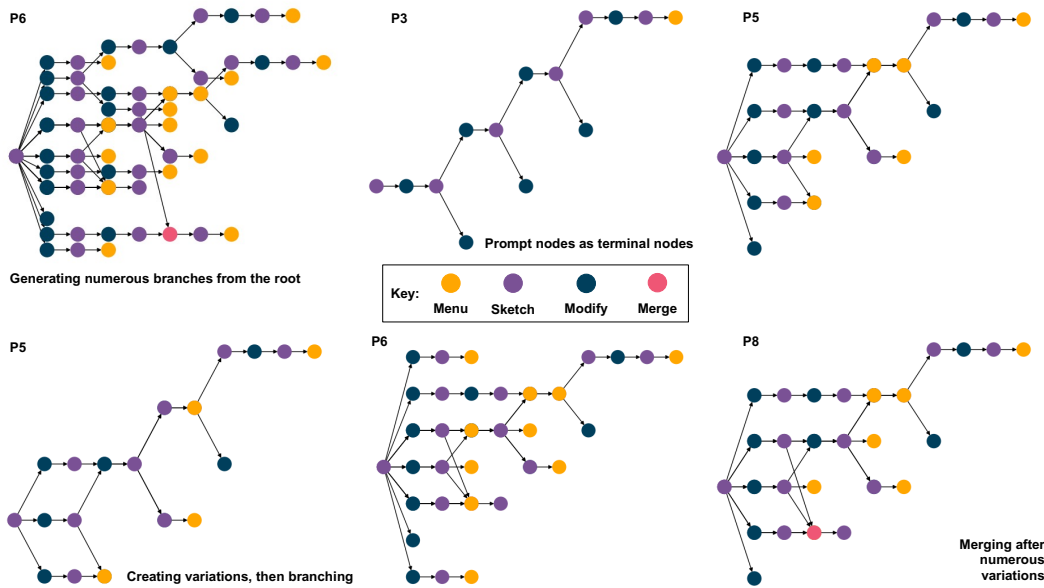 P6
P3
P5
Prompt nodes as terminal nodes
Generating numerous branches from the root
Key:
Menu
Sketch
Modify
Merge
P5
P6
P8
Creating variations, then branching
Merging after
numerous
variations